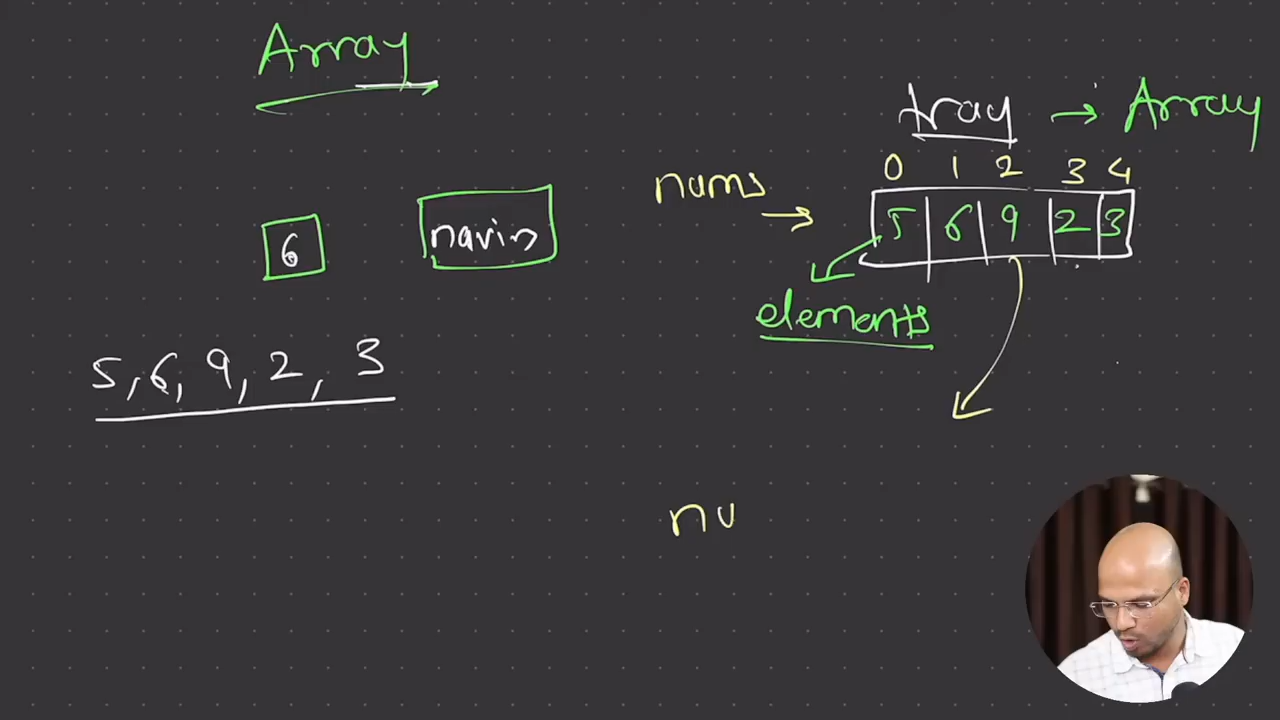 Array
tray → Array
nums →
0 1 2 3 4
5 6 9 2 3
6
navin
elements
5, 6, 9, 2, 3
nu